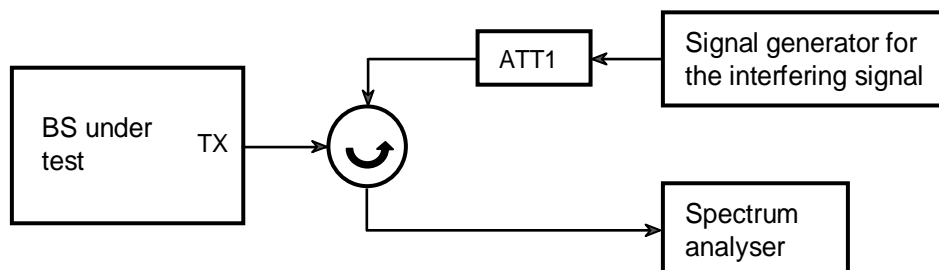 BS under
test
TX
ATT1
Signal generator for
the interfering signal
Spectrum
analyser